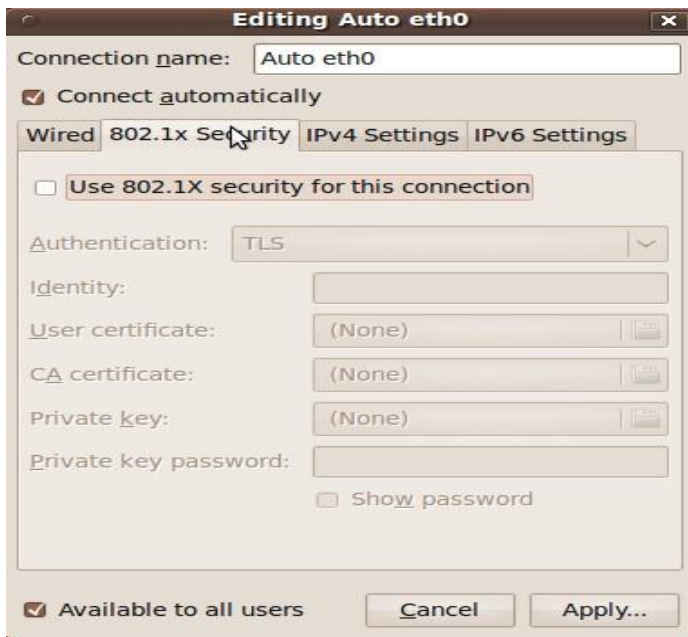 Editing Auto eth0
Connection name: Auto eth0
Connect automatically
Wired 802.1x Security IPv4 Settings IPv6 Settings
Use 802.1X security for this connection
Authentication: TLS
Identity:
User certificate: (None)
CA certificate: (None)
Private key: (None)
Private key password:
Show password
Available to all users Cancel Apply...